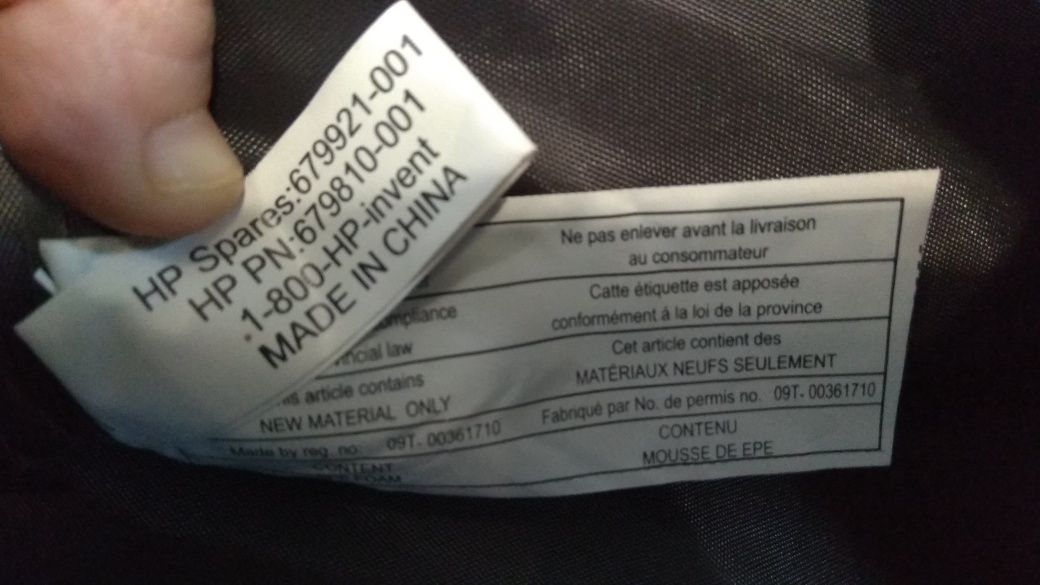 HP Spares:679921-001
HP PN:679810-001
1-800-HP-invent
MADE IN CHINA
Ne pas enlever avant la livraison
au consommateur
Catte étiquette est apposée
conformément á la loi de la province
law
Cet article contient des
MATÉRIAUX NEUFS SEULEMENT
article contains
NEW MATERIAL ONLY
Fabriqué par No. de permis no. 09T- 00361710
Made by reg. no: 09T- 00361710
CONTENU
MOUSSE DE EPE
CONTENT
FOAM